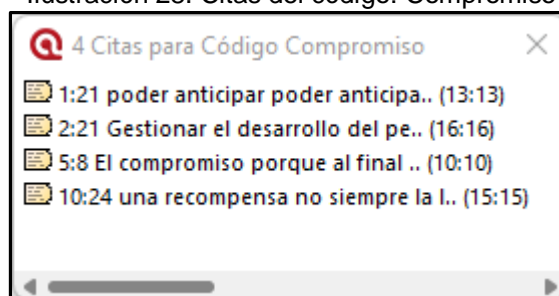 Ilustración 28. Citas del código: Compromiso
4 Citas para Código Compromiso
1:21 poder anticipar poder anticipa.. (13:13)
2:21 Gestionar el desarrollo del pe.. (16:16)
5:8 El compromiso porque al final .. (10:10)
10:24 una recompensa no siempre la l.. (15:15)